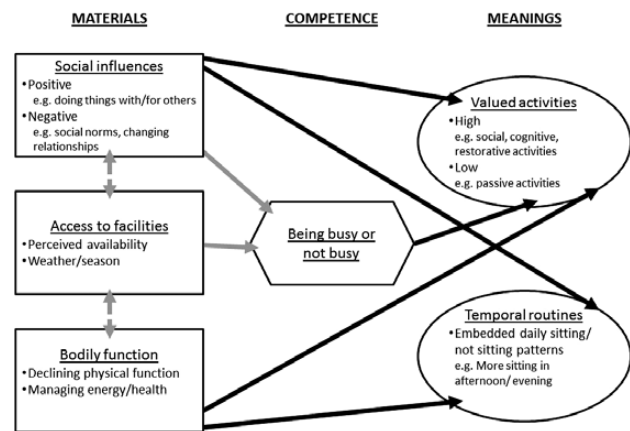 MATERIALS
COMPETENCE
MEANINGS
Social influences
•Positive
e.g. doing things with/for others
•Negative
e.g. social norms, changing
relationships
Access to facilities
•Perceived availability
•Weather/season
Bodily function
•Declining physical function
•Managing energy/health
Being busy or
not busy
Valued activities
•High
e.g. social, cognitive,
restorative activities
•Low
e.g. passive activities
Temporal routines
•Embedded daily sitting/
not sitting patterns
e.g. More sitting in
afternoon/ evening